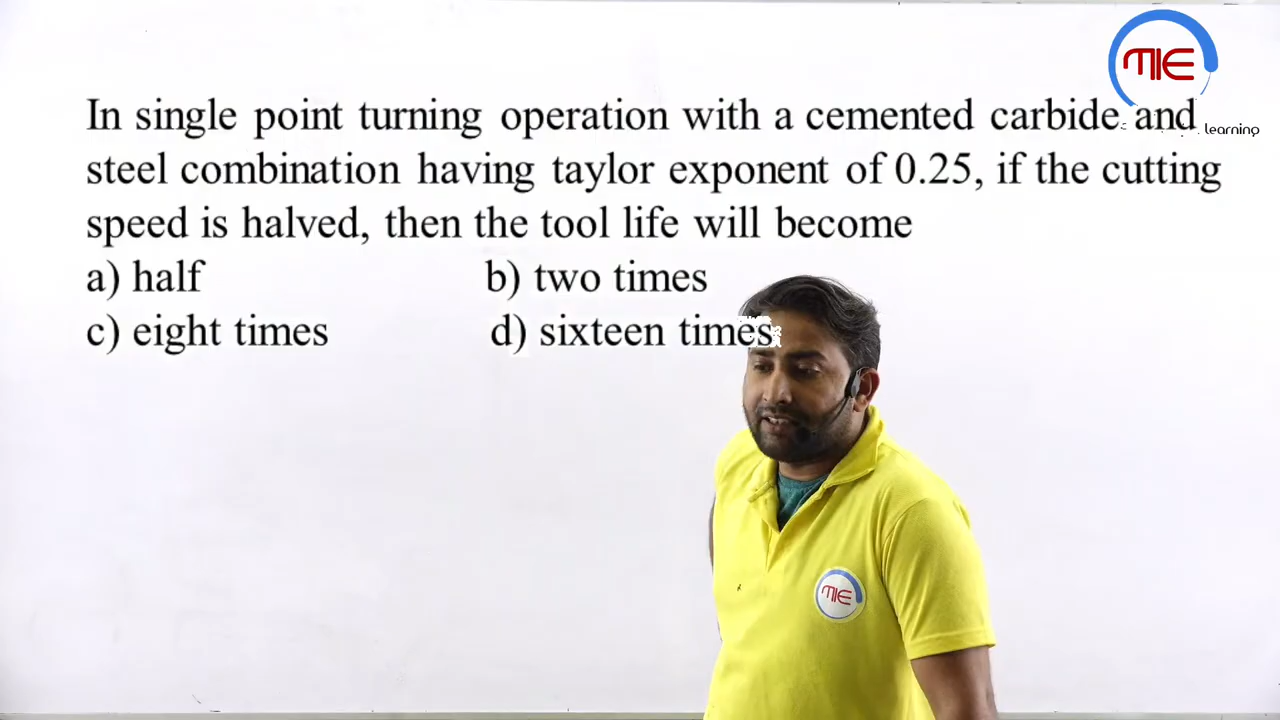 MIE
In single point turning operation with a cemented carbide and
learning
steel combination having taylor exponent of 0.25, if the cutting
speed is halved, then the tool life will become
a) half b) two times
c) eight times d) sixteen times
MIE